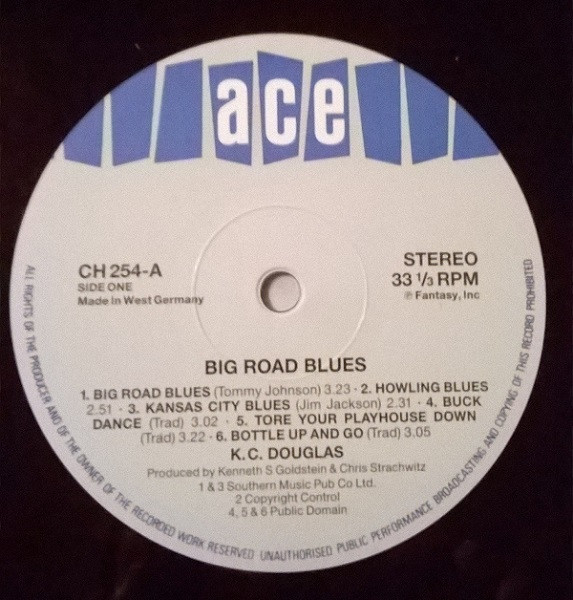 ace
CH 254-A
SIDE ONE
Made In West Germany
STEREO
33 1/3 RPM
℗ Fantasy, Inc
BIG ROAD BLUES
1. BIG ROAD BLUES (Tommy Johnson) 3.23 · 2. HOWLING BLUES
2.51 · 3. KANSAS CITY BLUES (Jim Jackson) 2.31 · 4. BUCK
DANCE (Trad) 3.02 · 5. TORE YOUR PLAYHOUSE DOWN
(Trad) 3.22 · 6. BOTTLE UP AND GO (Trad) 3.05
K.C. DOUGLAS
Produced by Kenneth S Goldstein & Chris Strachwitz
1 & 3 Southern Music Pub Co Ltd.
2 Copyright Control
4, 5 & 6 Public Domain
ALL RIGHTS OF THE PRODUCER AND OF THE OWNER OF THE RECORDED WORK RESERVED UNAUTHORISED PUBLIC PERFORMANCE BROADCASTING AND COPYING OF THIS RECORD PROHIBITED